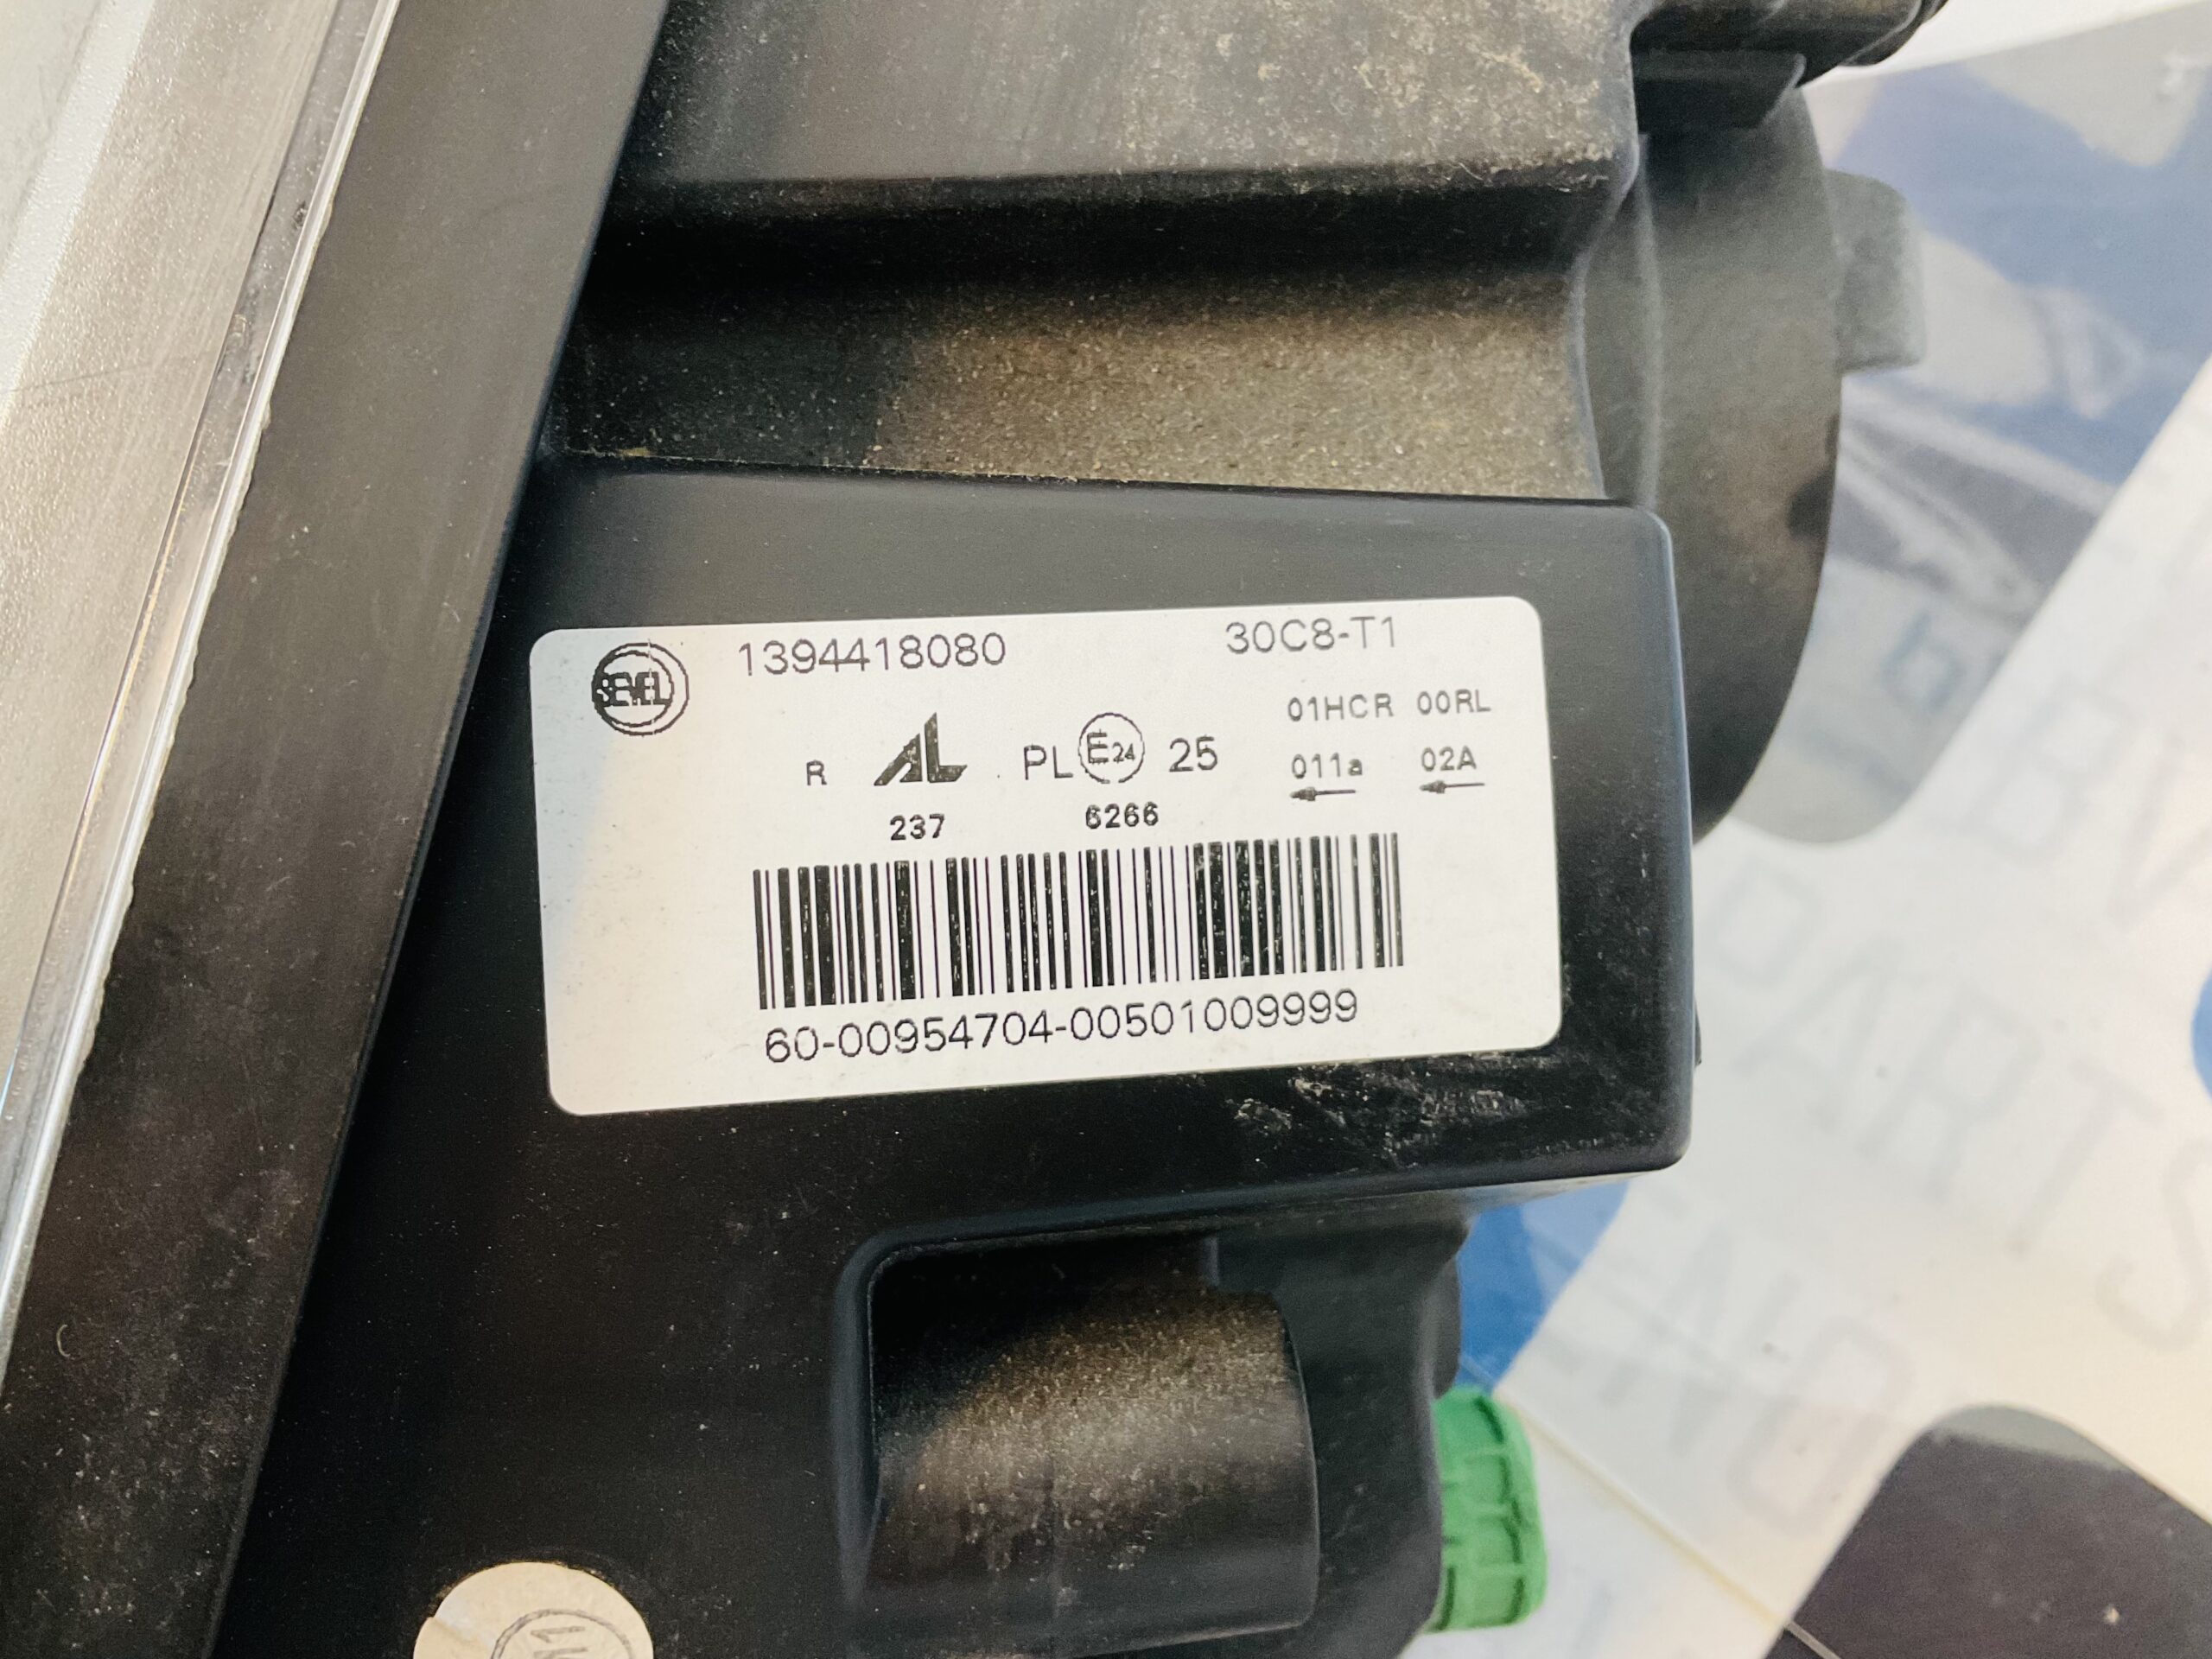 SEVEL 1394418080 30C8-T1
01HCR 00RL
R AL PL E24 25 011a 02A
237 6266
60-00954704-00501009999